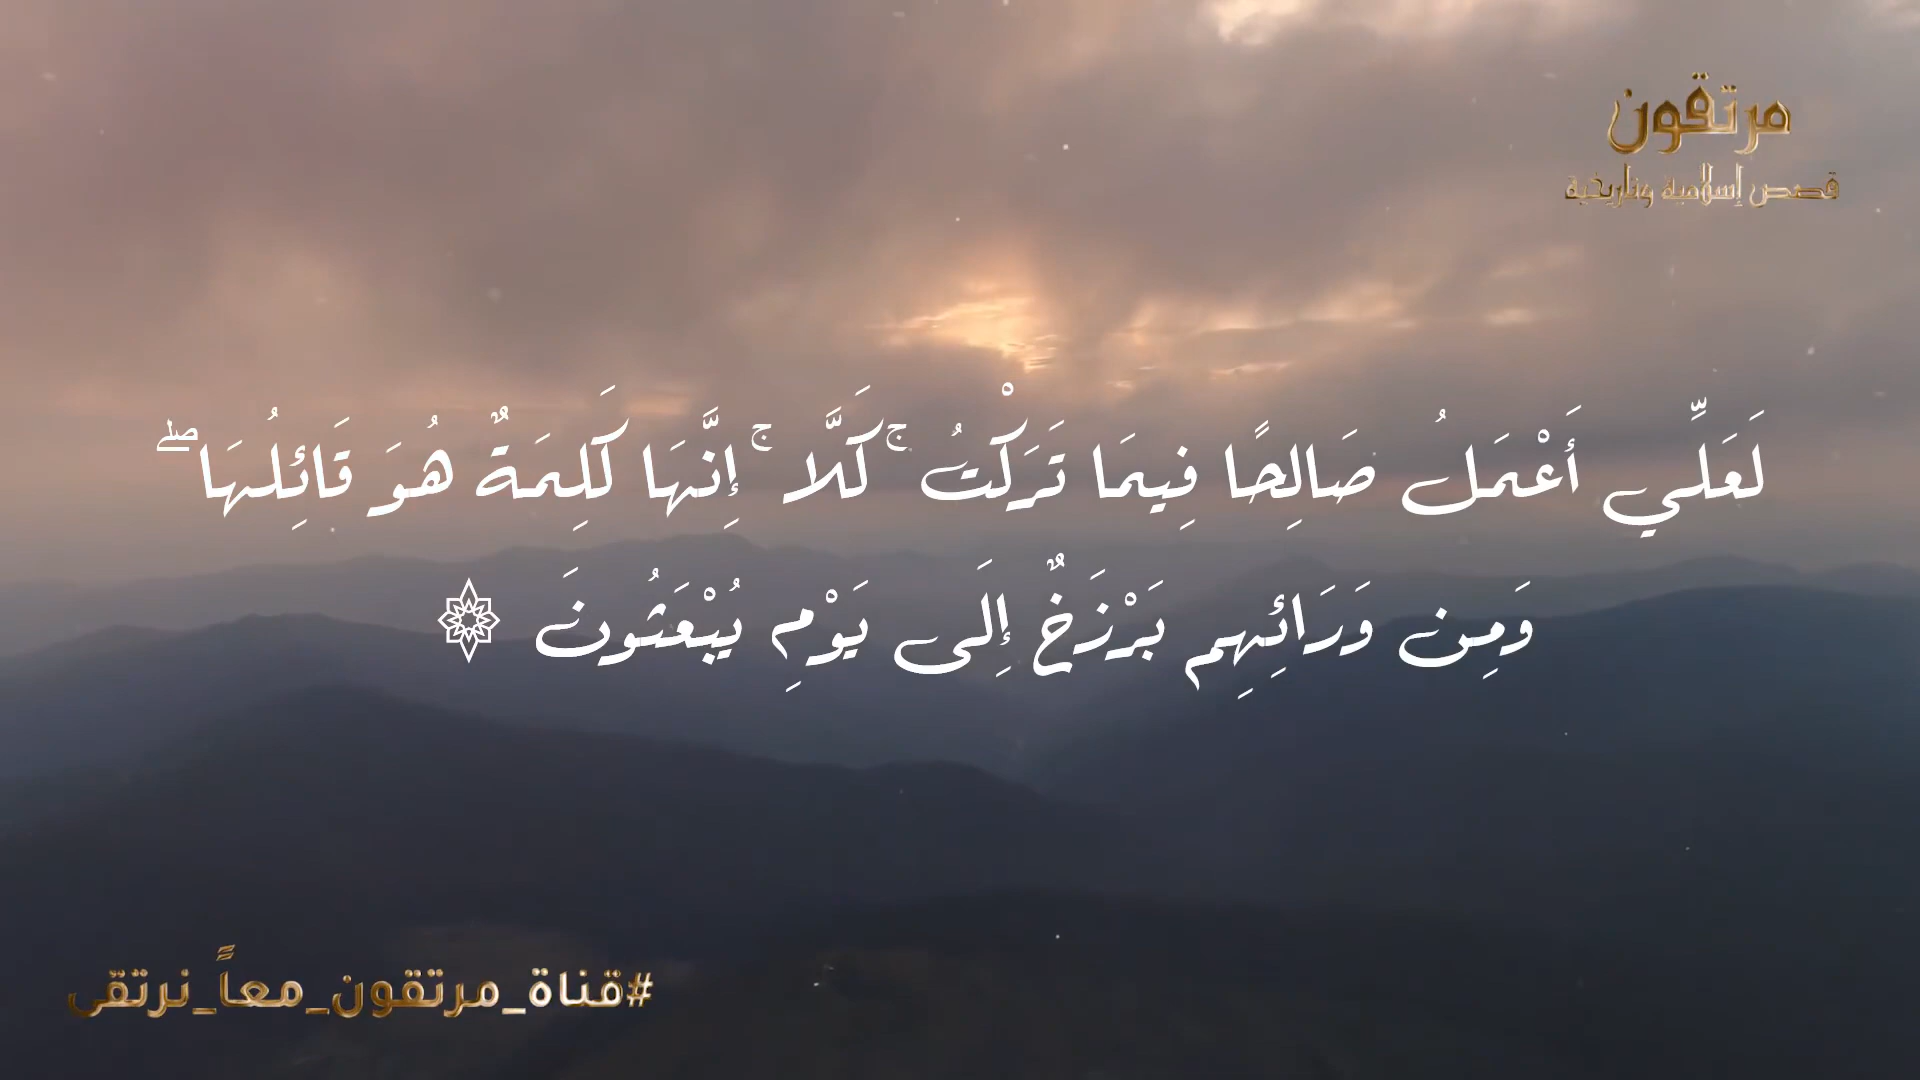 مرتقون
قصص إسلامية وتاريخية
لَعَلِّي أَعْمَلُ صَالِحًا فِيمَا تَرَكْتُ ۚ كَلَّا ۚ إِنَّهَا كَلِمَةٌ هُوَ قَائِلُهَا ۖ
وَمِن وَرَائِهِم بَرْزَخٌ إِلَى يَوْمِ يُبْعَثُونَ ۞
#قناة_مرتقون_معاً_نرتقى